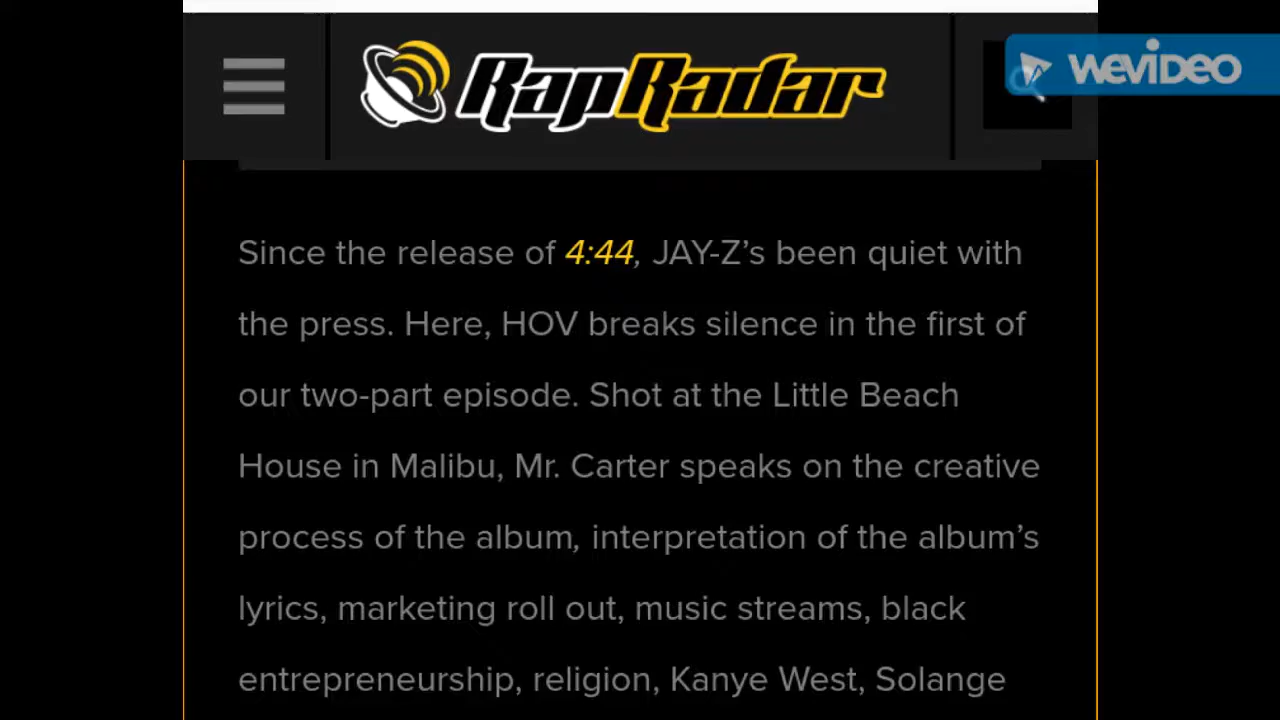 RapRadar
WEVIDEO
Since the release of 4:44, JAY-Z’s been quiet with
the press. Here, HOV breaks silence in the first of
our two-part episode. Shot at the Little Beach
House in Malibu, Mr. Carter speaks on the creative
process of the album, interpretation of the album’s
lyrics, marketing roll out, music streams, black
entrepreneurship, religion, Kanye West, Solange